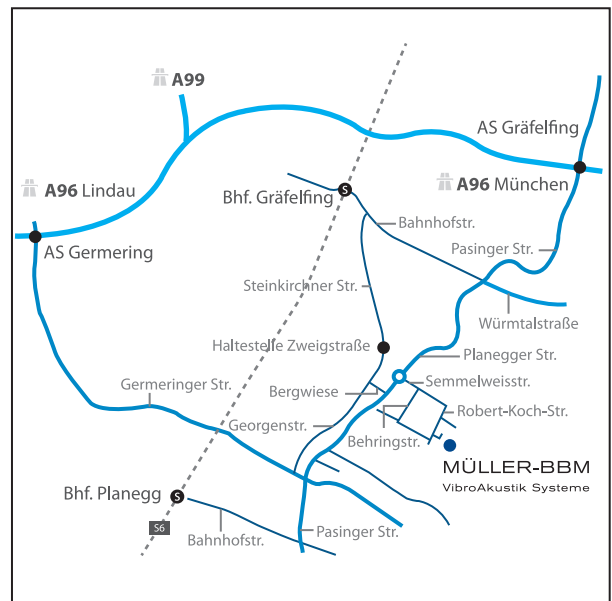 A99
AS Gräfelfing
A96 Lindau
A96 München
S
Bhf. Gräfelfing
Bahnhofstr.
Pasinger Str.
AS Germering
Steinkirchner Str.
Würmtalstraße
Haltestelle Zweigstraße
Planegger Str.
Germeringer Str.
Bergwiese
Semmelweisstr.
Robert-Koch-Str.
Georgenstr.
Behringstr.
MÜLLER-BBM
VibroAkustik Systeme
Bhf. Planegg
S
S6
Bahnhofstr.
Pasinger Str.